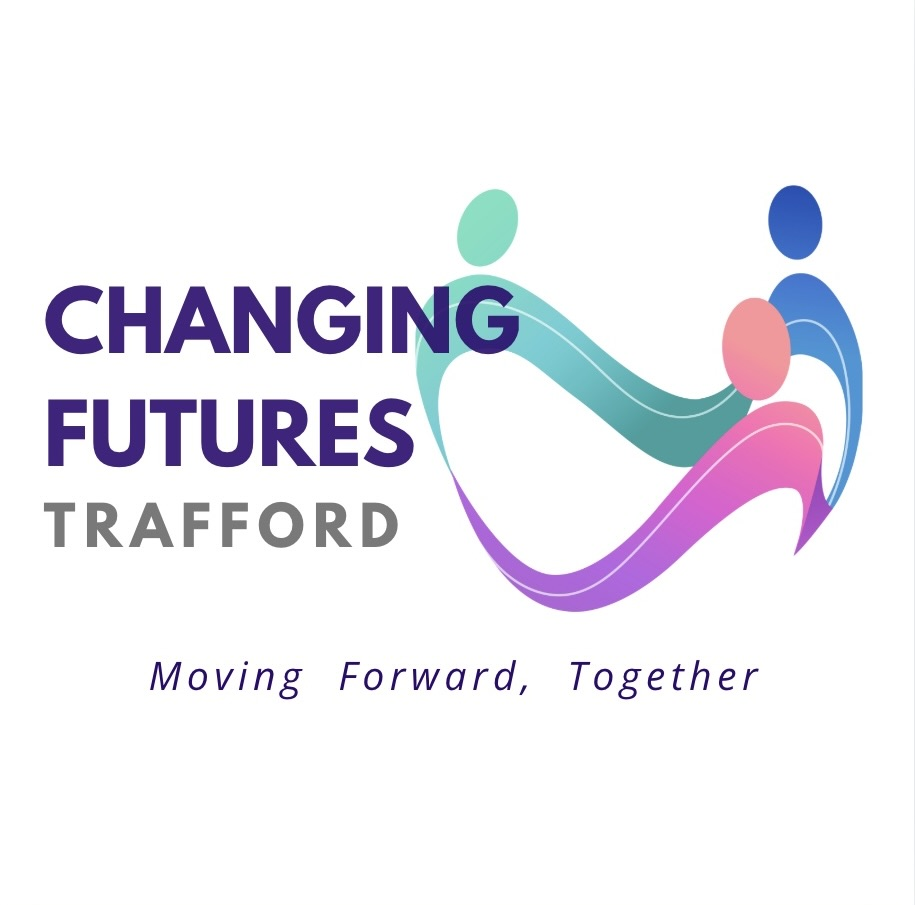 CHANGING
FUTURES
TRAFFORD
Moving Forward, Together